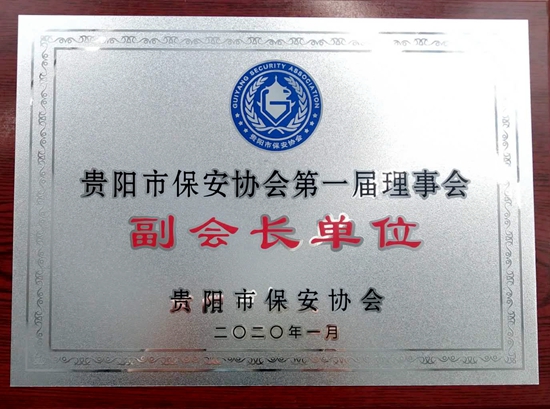 GUIYANG SECURITY ASSOCIATION
贵阳市保安协会
贵阳市保安协会第一届理事会
副会长单位
贵阳市保安协会
二〇二〇年一月